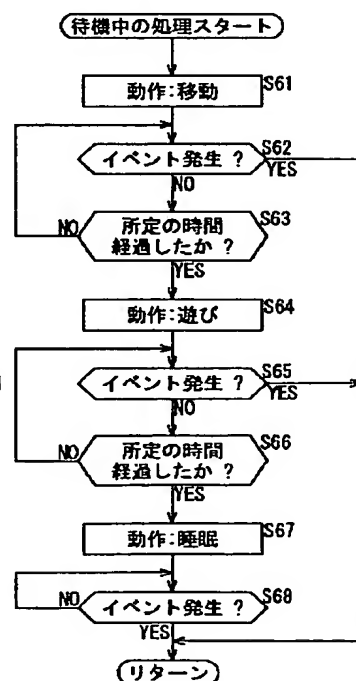 待機中の処理スタート
S61
動作:移動
S62
イベント発生 ?
YES
NO
S63
所定の時間
経過したか ?
NO
YES
S64
動作:遊び
S65
イベント発生 ?
YES
NO
S66
所定の時間
経過したか ?
NO
YES
S67
動作:睡眠
S68
イベント発生 ?
NO
YES
リターン